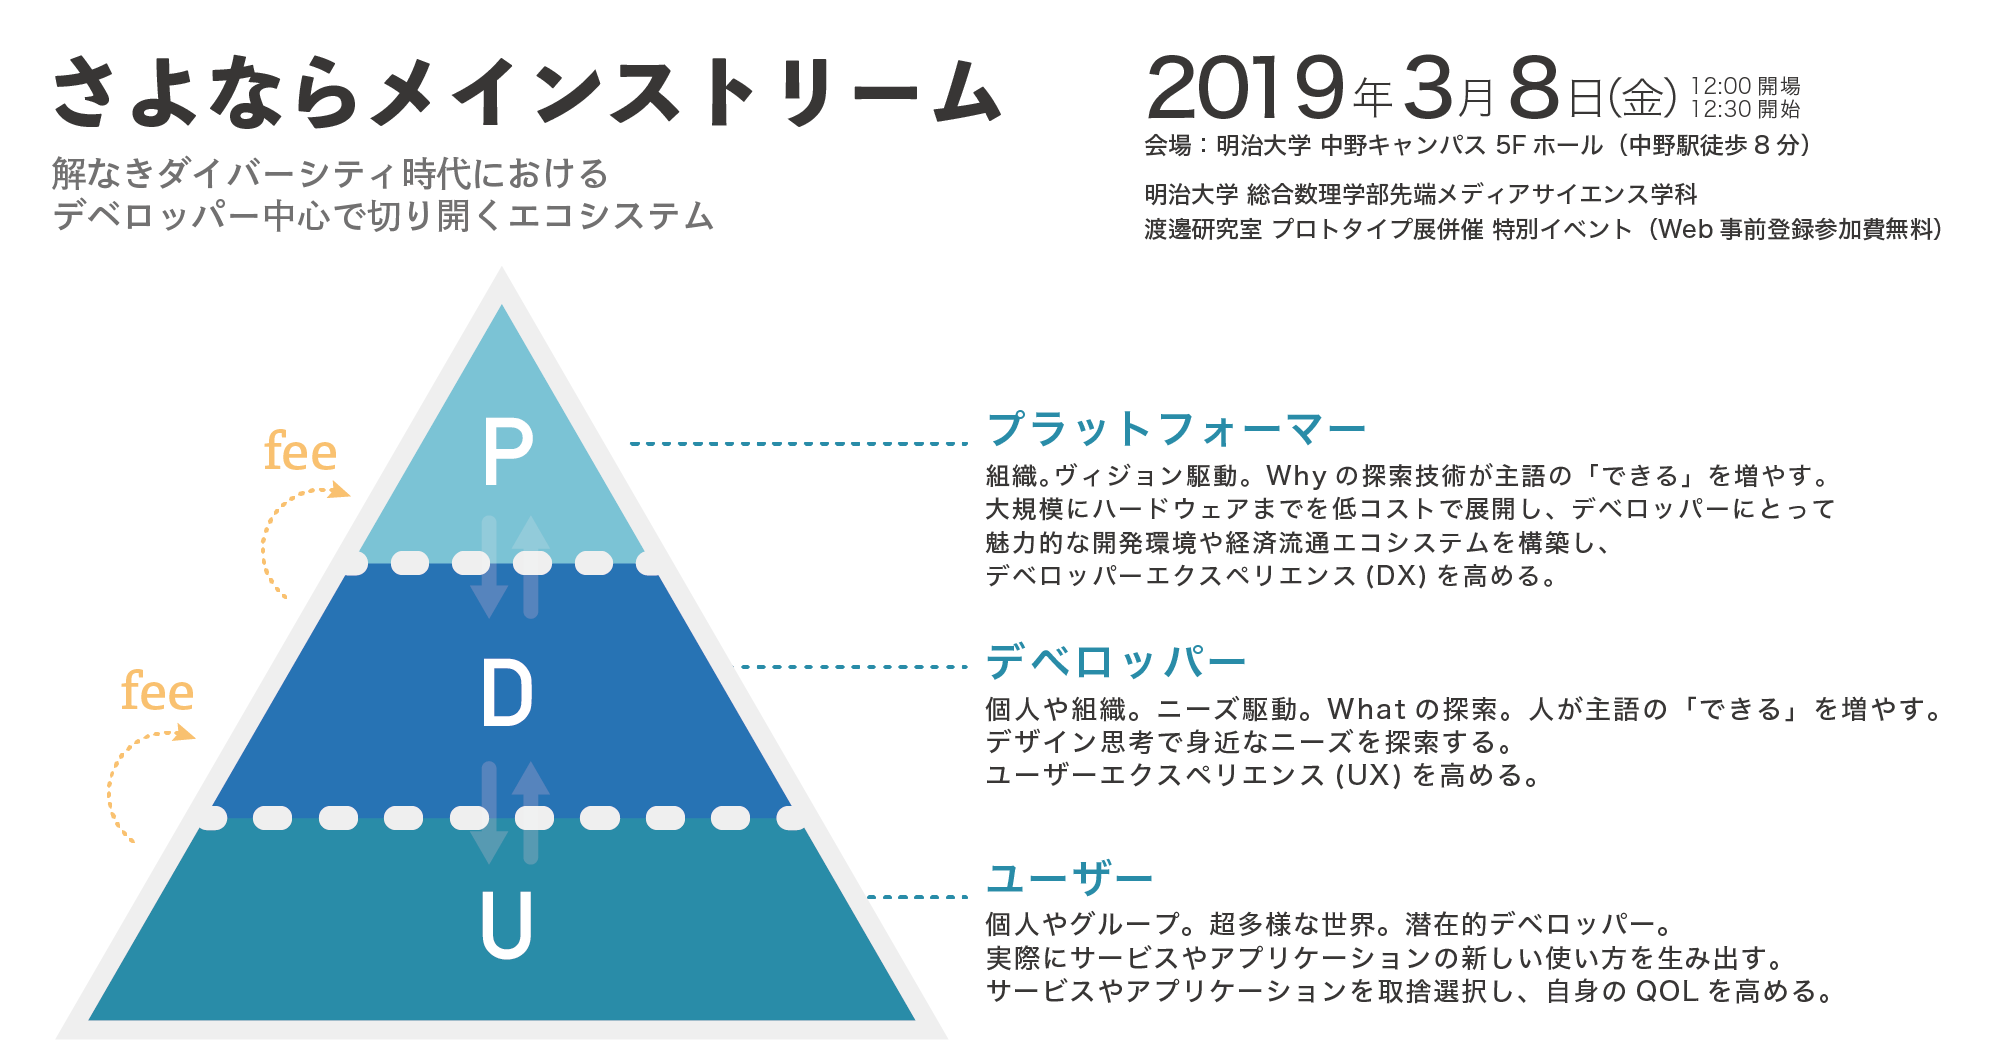 さよならメインストリーム
解なきダイバーシティ時代における
デベロッパー中心で切り開くエコシステム
2019年3月8日(金) 12:00 開場
12:30 開始
会場：明治大学 中野キャンパス 5F ホール（中野駅徒歩 8 分）
明治大学 総合数理学部先端メディアサイエンス学科
渡邊研究室 プロトタイプ展併催 特別イベント（Web 事前登録参加費無料）
P
fee
D
fee
U
プラットフォーマー
組織。ヴィジョン駆動。Why の探索技術が主語の「できる」を増やす。
大規模にハードウェアまでを低コストで展開し、デベロッパーにとって
魅力的な開発環境や経済流通エコシステムを構築し、
デベロッパーエクスペリエンス (DX) を高める。
デベロッパー
個人や組織。ニーズ駆動。What の探索。人が主語の「できる」を増やす。
デザイン思考で身近なニーズを探索する。
ユーザーエクスペリエンス (UX) を高める。
ユーザー
個人やグループ。超多様な世界。潜在的デベロッパー。
実際にサービスやアプリケーションの新しい使い方を生み出す。
サービスやアプリケーションを取捨選択し、自身の QOL を高める。